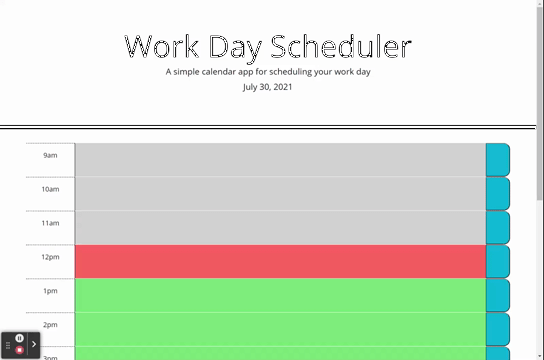 Work Day Scheduler
A simple calendar app for scheduling your work day
July 30, 2021
9am
10am
11am
12pm
1pm
2pm
3pm